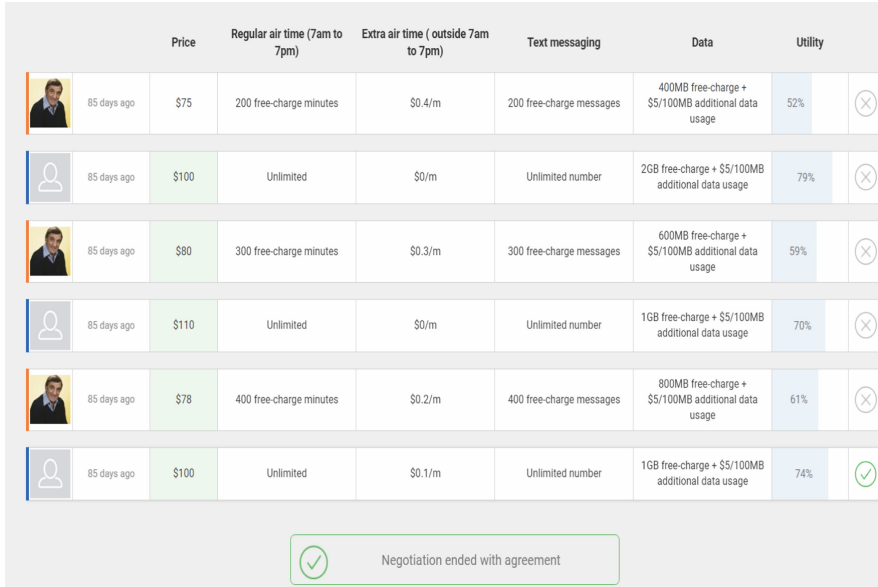 Price
Regular air time (7am to
7pm)
Extra air time ( outside 7am
to 7pm)
Text messaging
Data
Utility
85 days ago
$75
200 free-charge minutes
$0.4/m
200 free-charge messages
400MB free-charge +
$5/100MB additional data
usage
52%
85 days ago
$100
Unlimited
$0/m
Unlimited number
2GB free-charge + $5/100MB
additional data usage
79%
85 days ago
$80
300 free-charge minutes
$0.3/m
300 free-charge messages
600MB free-charge +
$5/100MB additional data
usage
59%
85 days ago
$110
Unlimited
$0/m
Unlimited number
1GB free-charge + $5/100MB
additional data usage
70%
85 days ago
$78
400 free-charge minutes
$0.2/m
400 free-charge messages
800MB free-charge +
$5/100MB additional data
usage
61%
85 days ago
$100
Unlimited
$0.1/m
Unlimited number
1GB free-charge + $5/100MB
additional data usage
74%
Negotiation ended with agreement